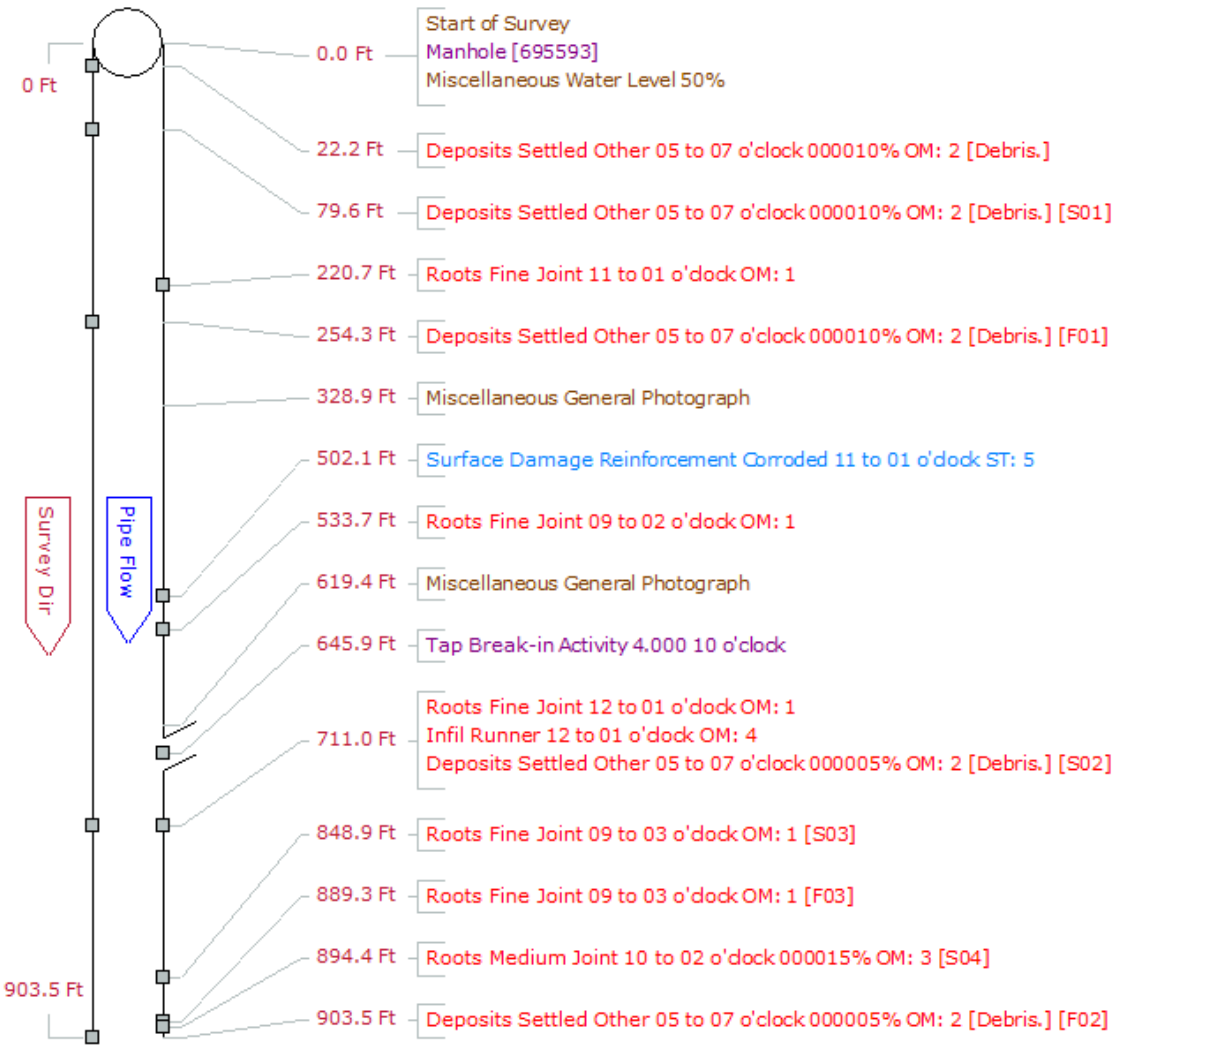 Start of Survey
0.0 Ft
Manhole [695593]
Miscellaneous Water Level 50%
0 Ft
22.2 Ft Deposits Settled Other 05 to 07 o'clock 000010% OM: 2 [Debris.]
79.6 Ft Deposits Settled Other 05 to 07 o'clock 000010% OM: 2 [Debris.] [S01]
220.7 Ft Roots Fine Joint 11 to 01 o'clock OM: 1
254.3 Ft Deposits Settled Other 05 to 07 o'clock 000010% OM: 2 [Debris.] [F01]
328.9 Ft Miscellaneous General Photograph
502.1 Ft Surface Damage Reinforcement Corroded 11 to 01 o'clock ST: 5
Survey Dir
Pipe Flow
533.7 Ft Roots Fine Joint 09 to 02 o'clock OM: 1
619.4 Ft Miscellaneous General Photograph
645.9 Ft Tap Break-in Activity 4.000 10 o'clock
711.0 Ft
Roots Fine Joint 12 to 01 o'clock OM: 1
Infil Runner 12 to 01 o'clock OM: 4
Deposits Settled Other 05 to 07 o'clock 000005% OM: 2 [Debris.] [S02]
848.9 Ft Roots Fine Joint 09 to 03 o'clock OM: 1 [S03]
889.3 Ft Roots Fine Joint 09 to 03 o'clock OM: 1 [F03]
894.4 Ft Roots Medium Joint 10 to 02 o'clock 000015% OM: 3 [S04]
903.5 Ft
903.5 Ft Deposits Settled Other 05 to 07 o'clock 000005% OM: 2 [Debris.] [F02]